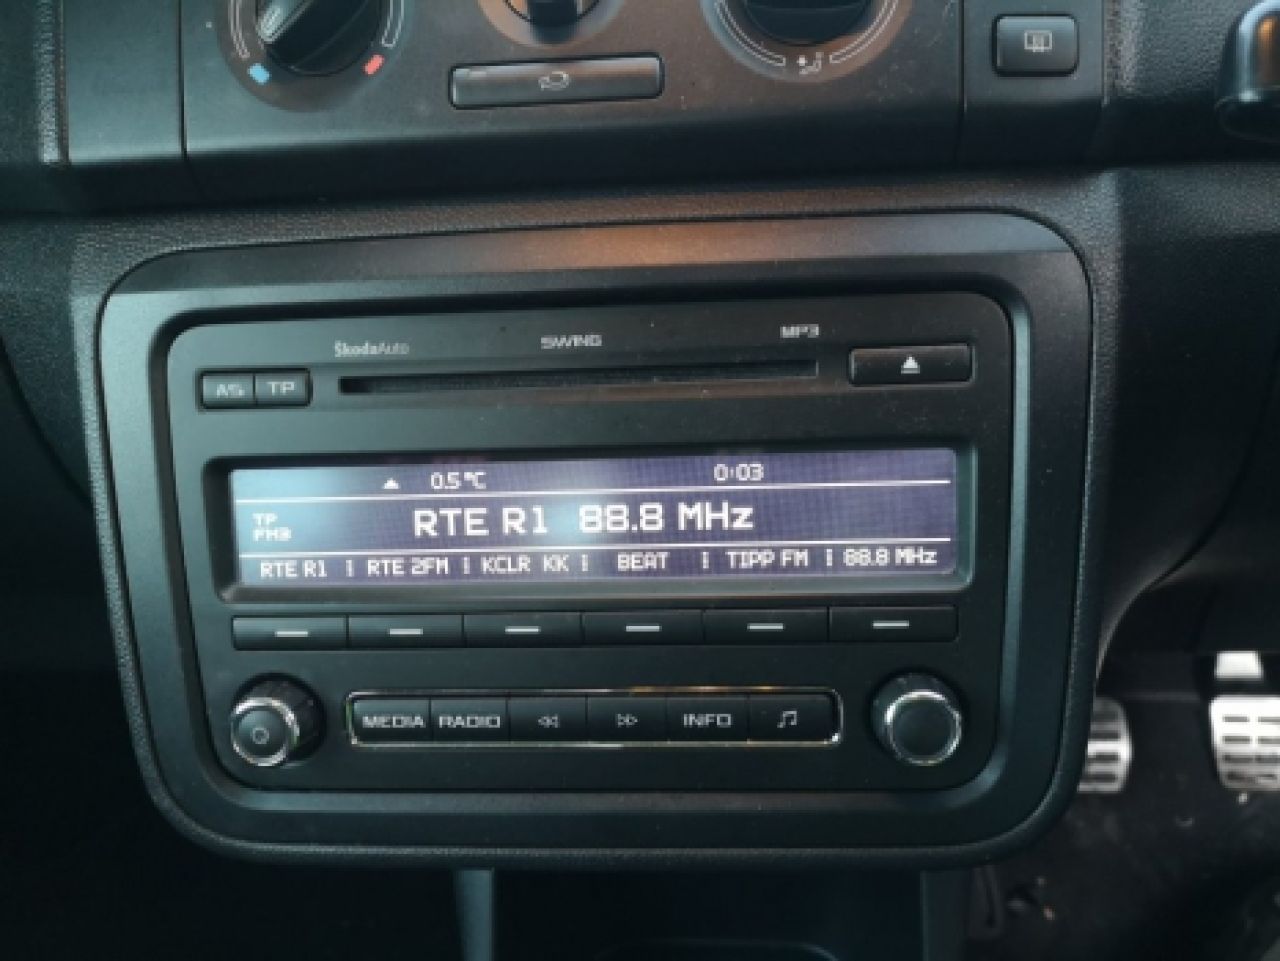 ŠkodaAuto SWING MP3
AS TP
0.5°C 0:03
TP
FM3
RTE R1 88.8 MHz
RTE R1 RTE 2FM KCLR KK BEAT TIPP FM 88.8 MHz
MEDIA RADIO INFO